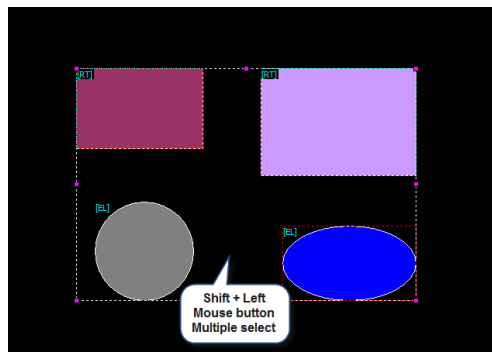 [RT]
[RT]
[EL]
[EL]
Shift + Left
Mouse button
Multiple select